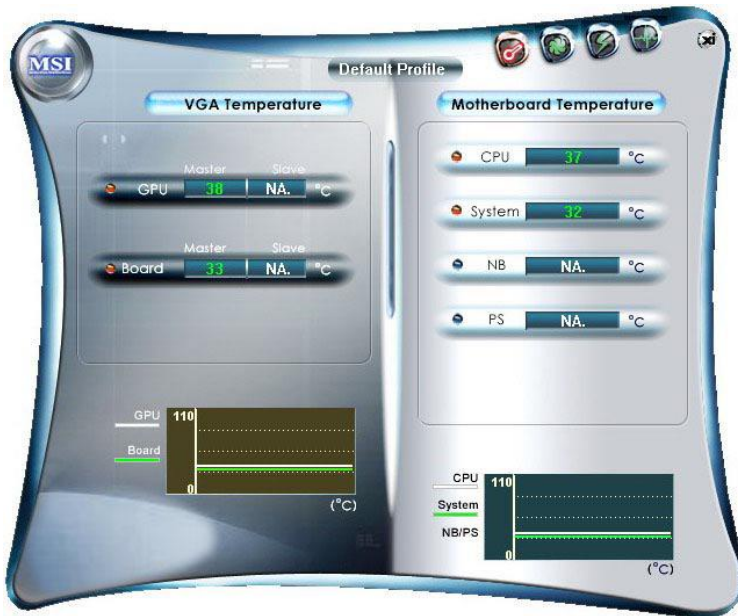 MSI
Default Profile
VGA Temperature
Master Slave
GPU 38 NA. °C
Master Slave
Board 33 NA. °C
GPU
Board
110
0
(°C)
Motherboard Temperature
CPU 37 °C
System 32 °C
NB NA. °C
PS NA. °C
CPU
System
NB/PS
110
0
(°C)